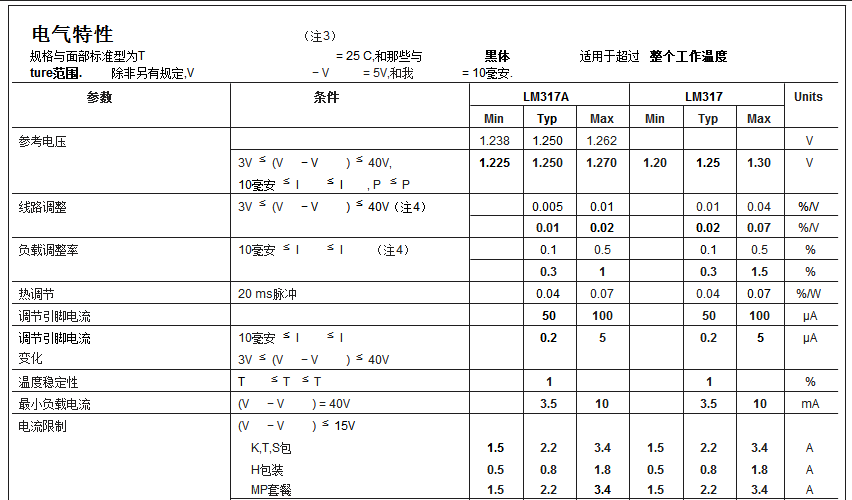 电气特性 （注3）
规格与面部标准型为T = 25 C,和那些与 黑体 适用于超过 整个工作温度
ture范围. 除非另有规定,V − V = 5V,和我 = 10毫安.
参数 条件 LM317A LM317 Units
Min Typ Max Min Typ Max
参考电压 1.238 1.250 1.262 V
3V ≤ (V − V ) ≤ 40V, 1.225 1.250 1.270 1.20 1.25 1.30 V
10毫安 ≤ I ≤ I , P ≤ P
线路调整 3V ≤ (V − V ) ≤ 40V（注4） 0.005 0.01 0.01 0.04 %/V
0.01 0.02 0.02 0.07 %/V
负载调整率 10毫安 ≤ I ≤ I （注4） 0.1 0.5 0.1 0.5 %
0.3 1 0.3 1.5 %
热调节 20 ms脉冲 0.04 0.07 0.04 0.07 %/W
调节引脚电流 50 100 50 100 μA
调节引脚电流 10毫安 ≤ I ≤ I 0.2 5 0.2 5 μA
变化 3V ≤ (V − V ) ≤ 40V
温度稳定性 T ≤ T ≤ T 1 1 %
最小负载电流 (V − V ) = 40V 3.5 10 3.5 10 mA
电流限制 (V − V ) ≤ 15V
K,T,S包 1.5 2.2 3.4 1.5 2.2 3.4 A
H包装 0.5 0.8 1.8 0.5 0.8 1.8 A
MP套餐 1.5 2.2 3.4 1.5 2.2 3.4 A